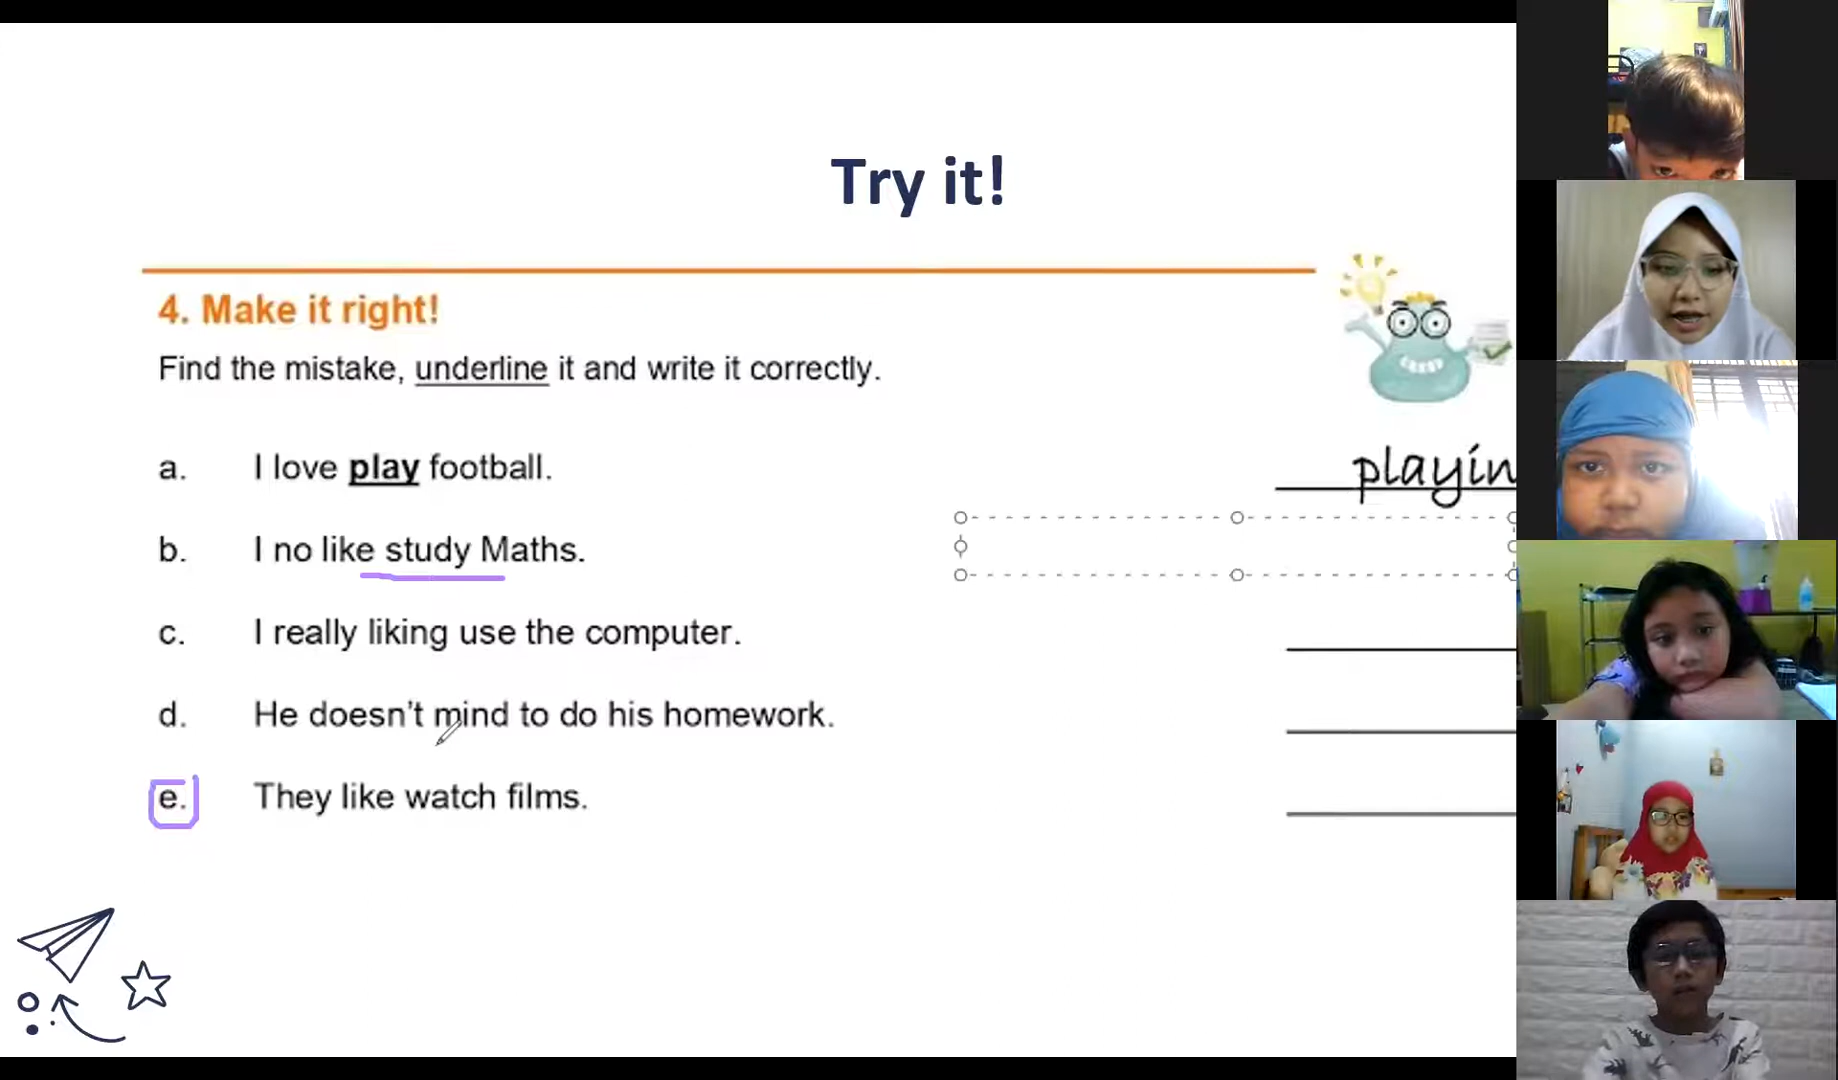 Try it!
4. Make it right!
Find the mistake, underline it and write it correctly.
a. I love play football. playin
b. I no like study Maths.
c. I really liking use the computer.
d. He doesn't mind to do his homework.
e. They like watch films.